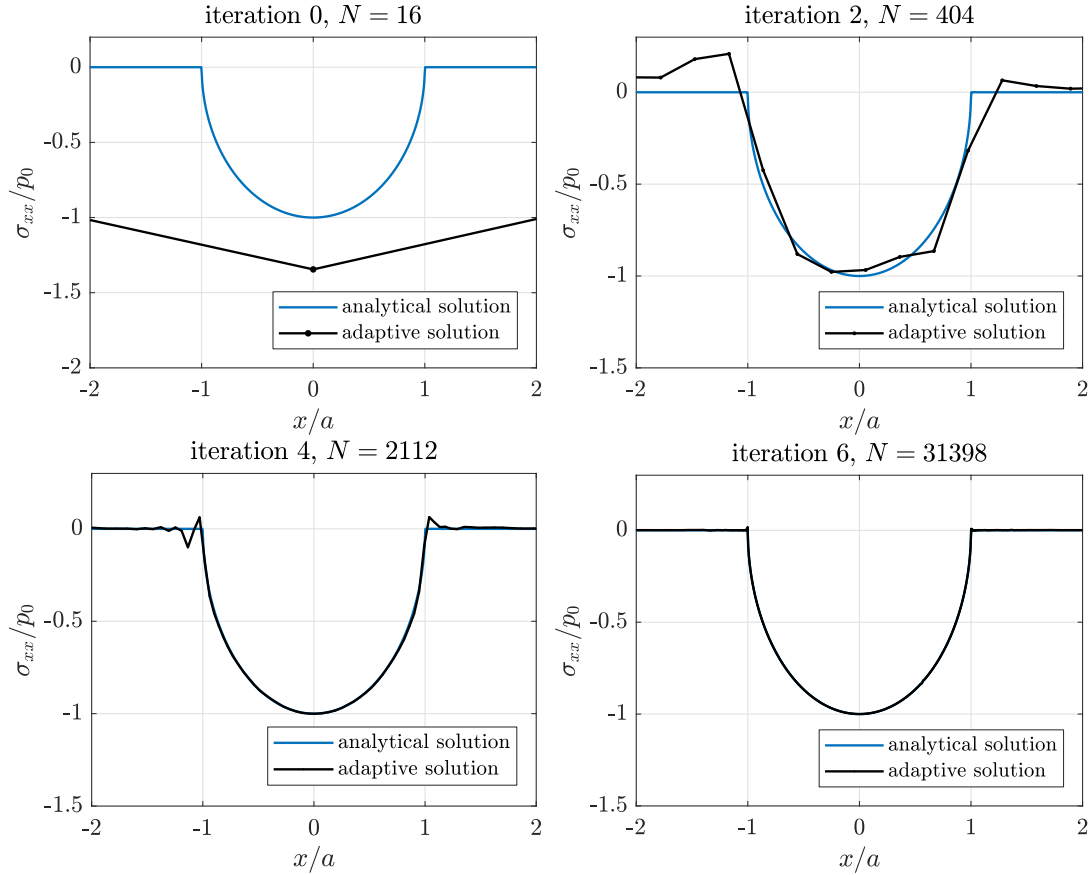 iteration 0, N = 16
σxx/p0
0
-0.5
-1
-1.5
-2
-2 -1 0 1 2
x/a
analytical solution
adaptive solution
iteration 2, N = 404
σxx/p0
0
-0.5
-1
-1.5
-2 -1 0 1 2
x/a
analytical solution
adaptive solution
iteration 4, N = 2112
σxx/p0
0
-0.5
-1
-1.5
-2 -1 0 1 2
x/a
analytical solution
adaptive solution
iteration 6, N = 31398
σxx/p0
0
-0.5
-1
-1.5
-2 -1 0 1 2
x/a
analytical solution
adaptive solution